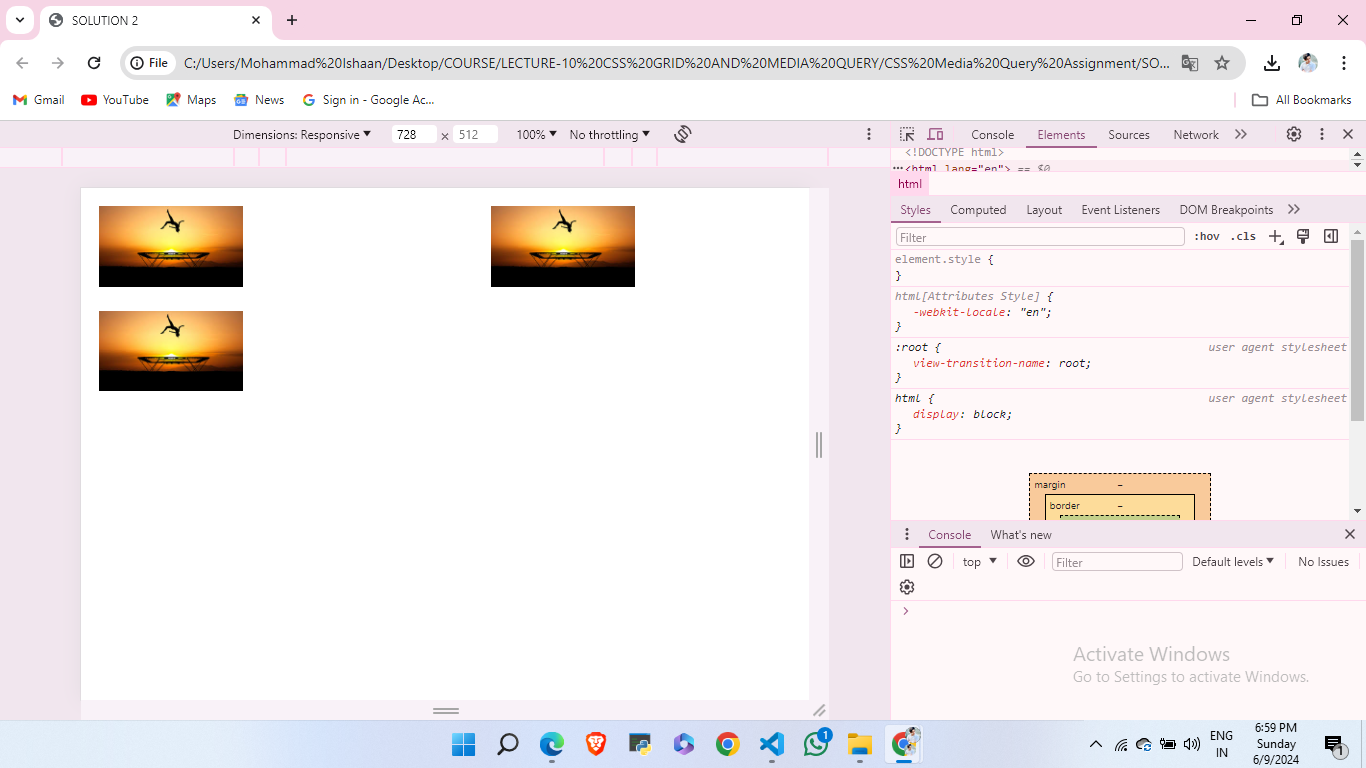 SOLUTION 2
File
C:/Users/Mohammad%20Ishaan/Desktop/COURSE/LECTURE-10%20CSS%20GRID%20AND%20MEDIA%20QUERY/CSS%20Media%20Query%20Assignment/SO...
Gmail YouTube Maps News Sign in - Google Ac... All Bookmarks
Dimensions: Responsive 728 × 512 100% No throttling
Console Elements Sources Network
<!DOCTYPE html>
<html lang="en"> == $0
html
Styles Computed Layout Event Listeners DOM Breakpoints
Filter :hov .cls
element.style {
}
html[Attributes Style] {
-webkit-locale: "en";
}
:root { user agent stylesheet
view-transition-name: root;
}
html { user agent stylesheet
display: block;
}
margin –
border –
Console What's new
top Filter Default levels No Issues
Activate Windows
Go to Settings to activate Windows.
1
ENG
IN
6:59 PM
Sunday
6/9/2024
1